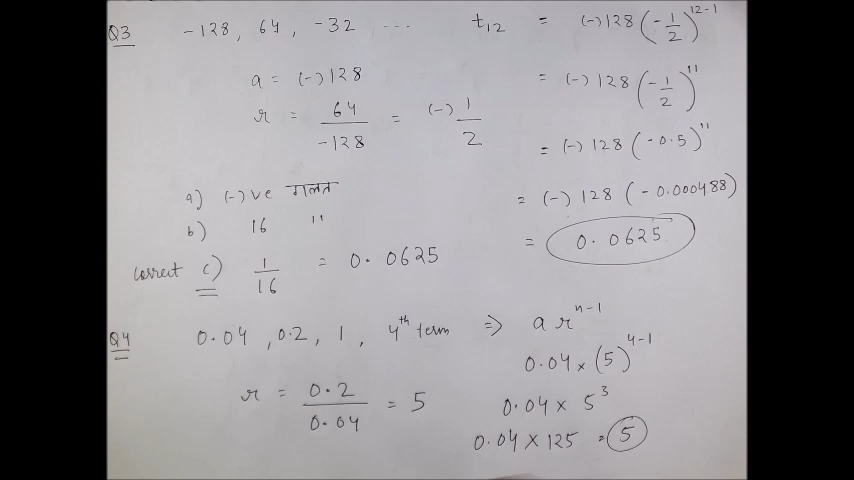 Q3 -128, 64, -32 ...
a = (-) 128
r = 64 / -128 = (-) 1/2
a) (-)ve गलत
b) 16 "
correct c) 1/16 = 0.0625
t₁₂ = (-) 128 (-1/2)¹²⁻¹
= (-) 128 (-1/2)¹¹
= (-) 128 (-0.5)¹¹
= (-) 128 (-0.000488)
= 0.0625
Q4 0.04, 0.2, 1, 4th term ⇒ a rⁿ⁻¹
r = 0.2 / 0.04 = 5
0.04 × (5)⁴⁻¹
0.04 × 5³
0.04 × 125 = 5